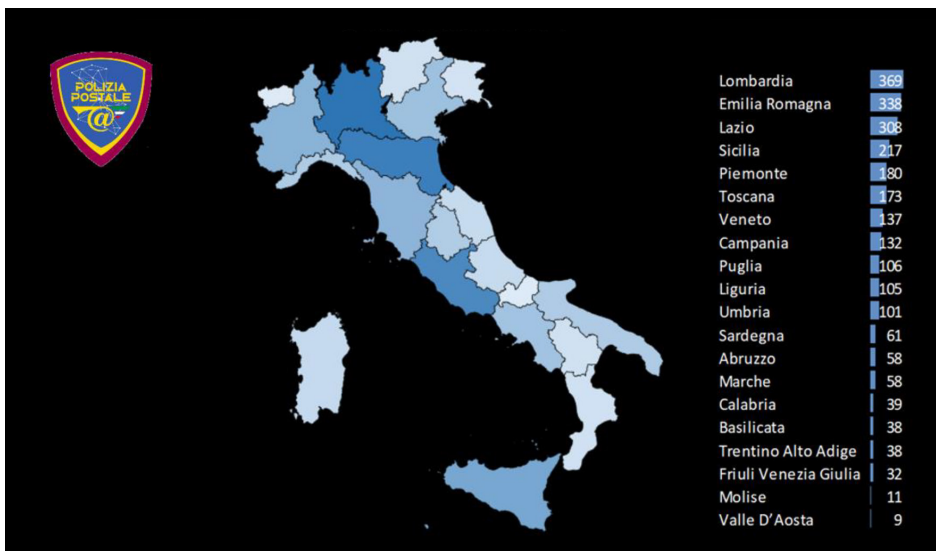 POLIZIA
POSTALE
@
Lombardia 369
Emilia Romagna 338
Lazio 308
Sicilia 217
Piemonte 180
Toscana 173
Veneto 137
Campania 132
Puglia 106
Liguria 105
Umbria 101
Sardegna 61
Abruzzo 58
Marche 58
Calabria 39
Basilicata 38
Trentino Alto Adige 38
Friuli Venezia Giulia 32
Molise 11
Valle D’Aosta 9